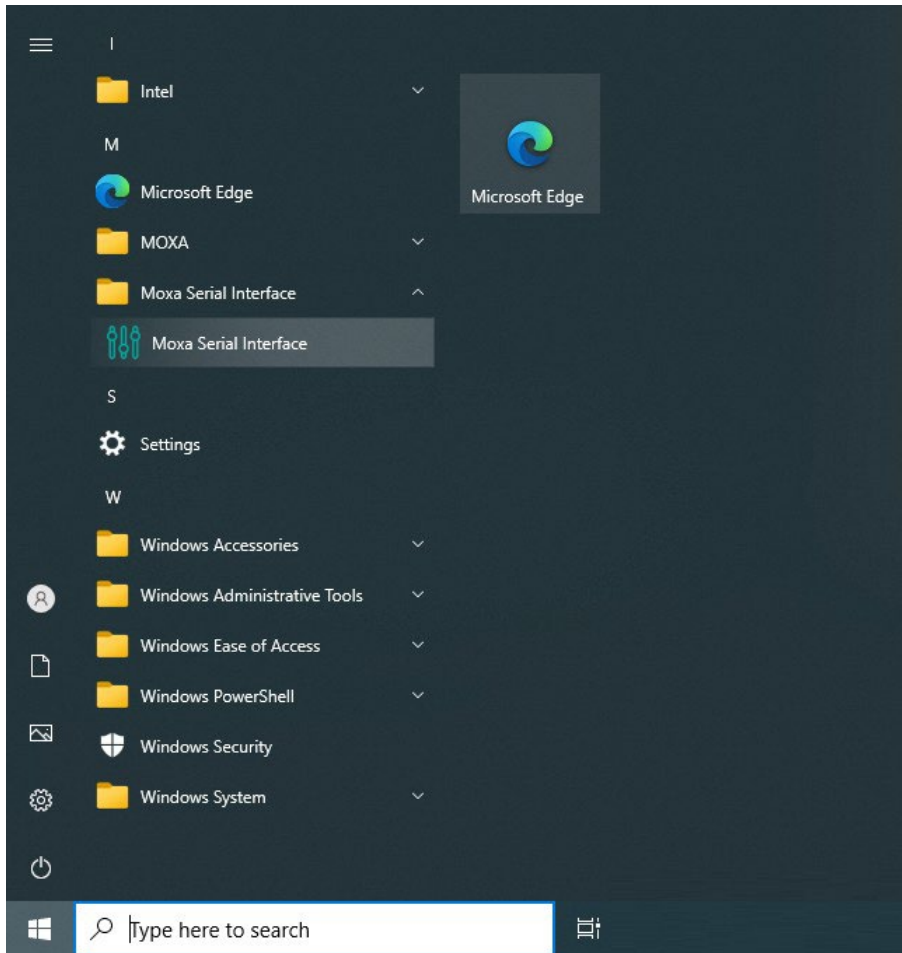 I
Intel
M
Microsoft Edge
Microsoft Edge
MOXA
Moxa Serial Interface
Moxa Serial Interface
S
Settings
W
Windows Accessories
Windows Administrative Tools
Windows Ease of Access
Windows PowerShell
Windows Security
Windows System
Type here to search